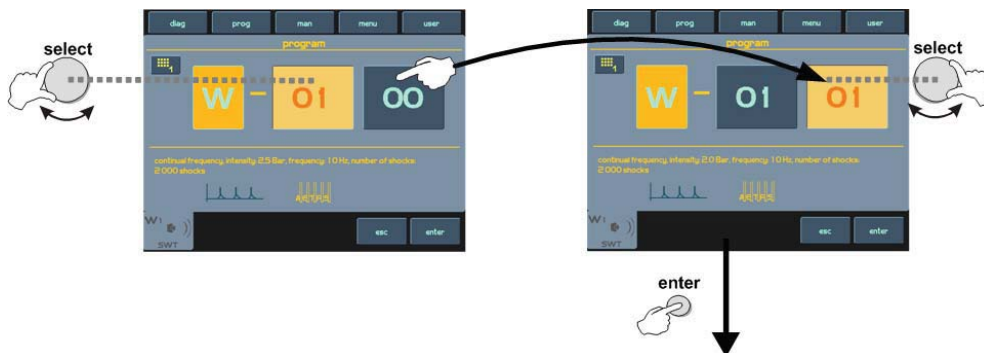 diag prog man menu user
program
select
W - 01 00
continual frequency, intensity: 2.5 Bar, frequency: 10 Hz, number of shocks:
2 000 shocks
W1
SWT
esc enter
diag prog man menu user
program
select
W - 01 01
continual frequency, intensity: 2.0 Bar, frequency: 10 Hz, number of shocks:
2 000 shocks
W1
SWT
esc enter
enter